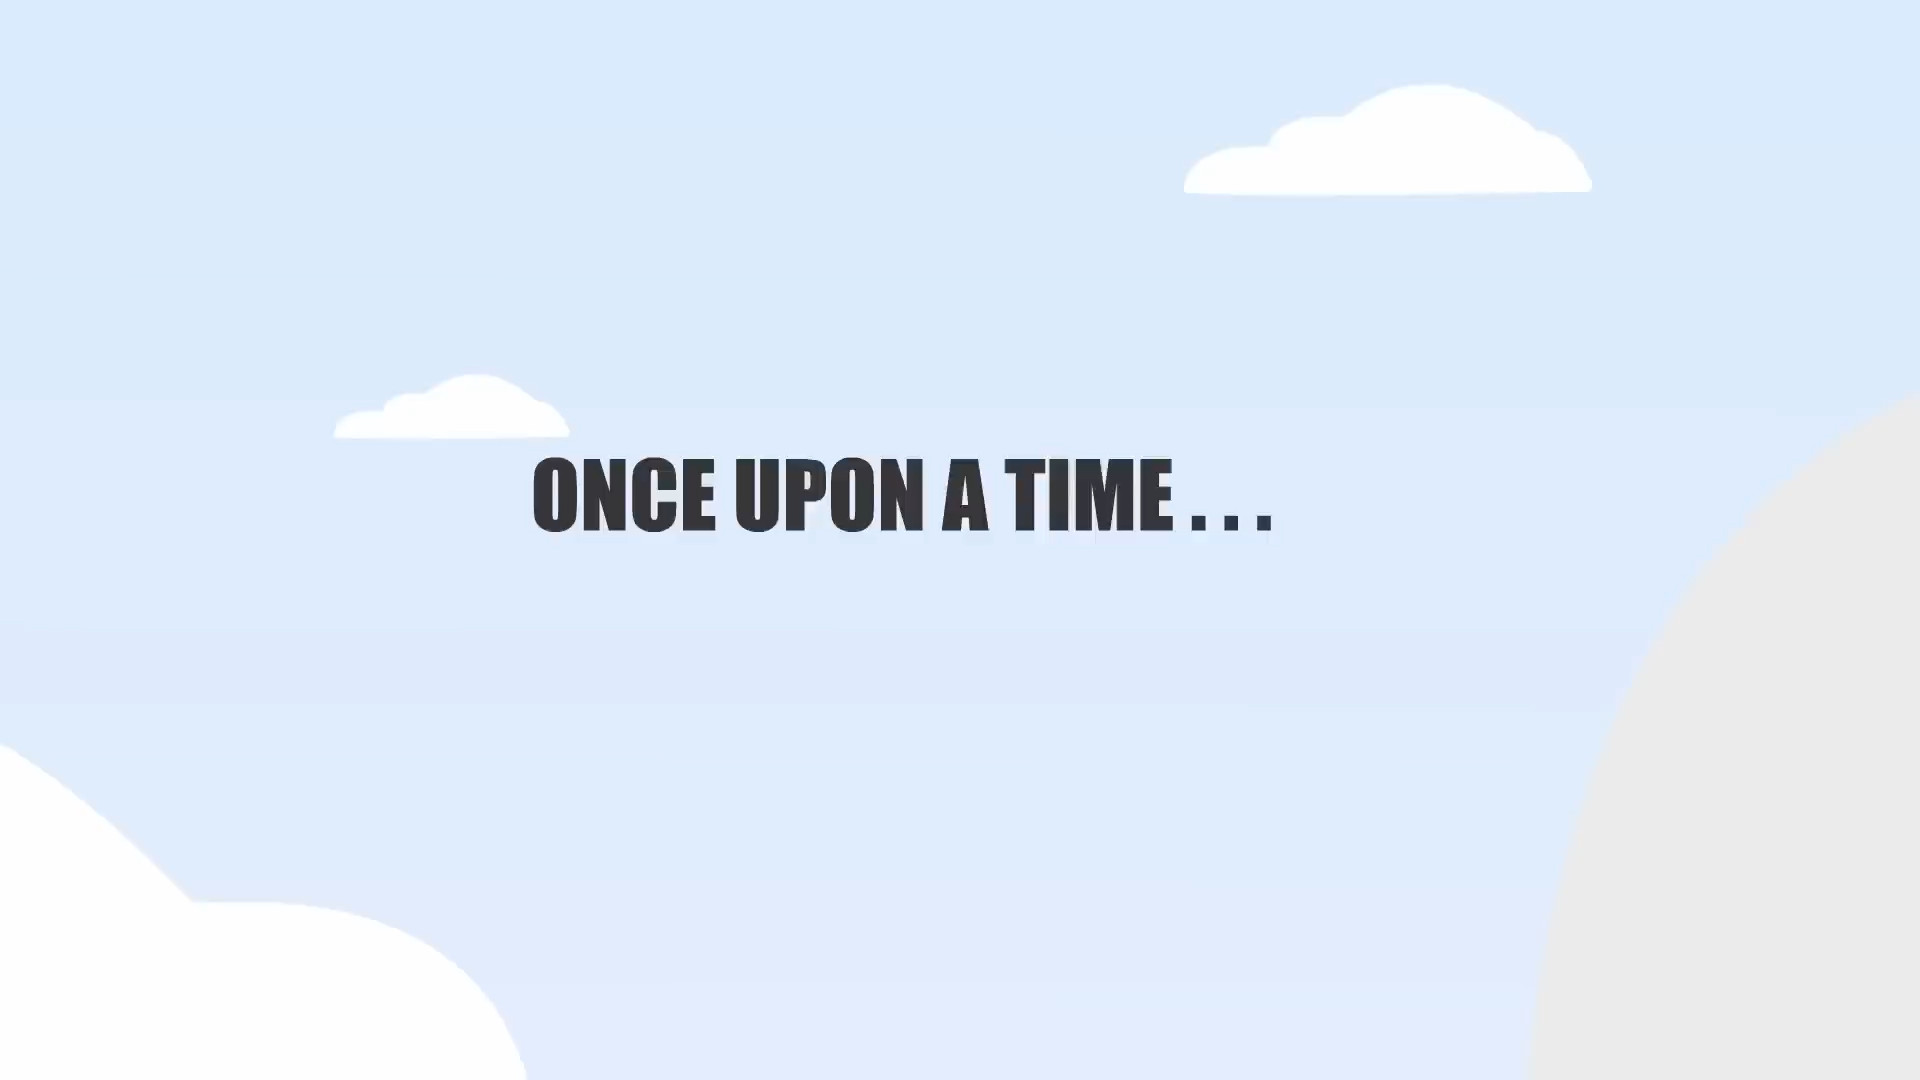 ONCE UPON A TIME . . .